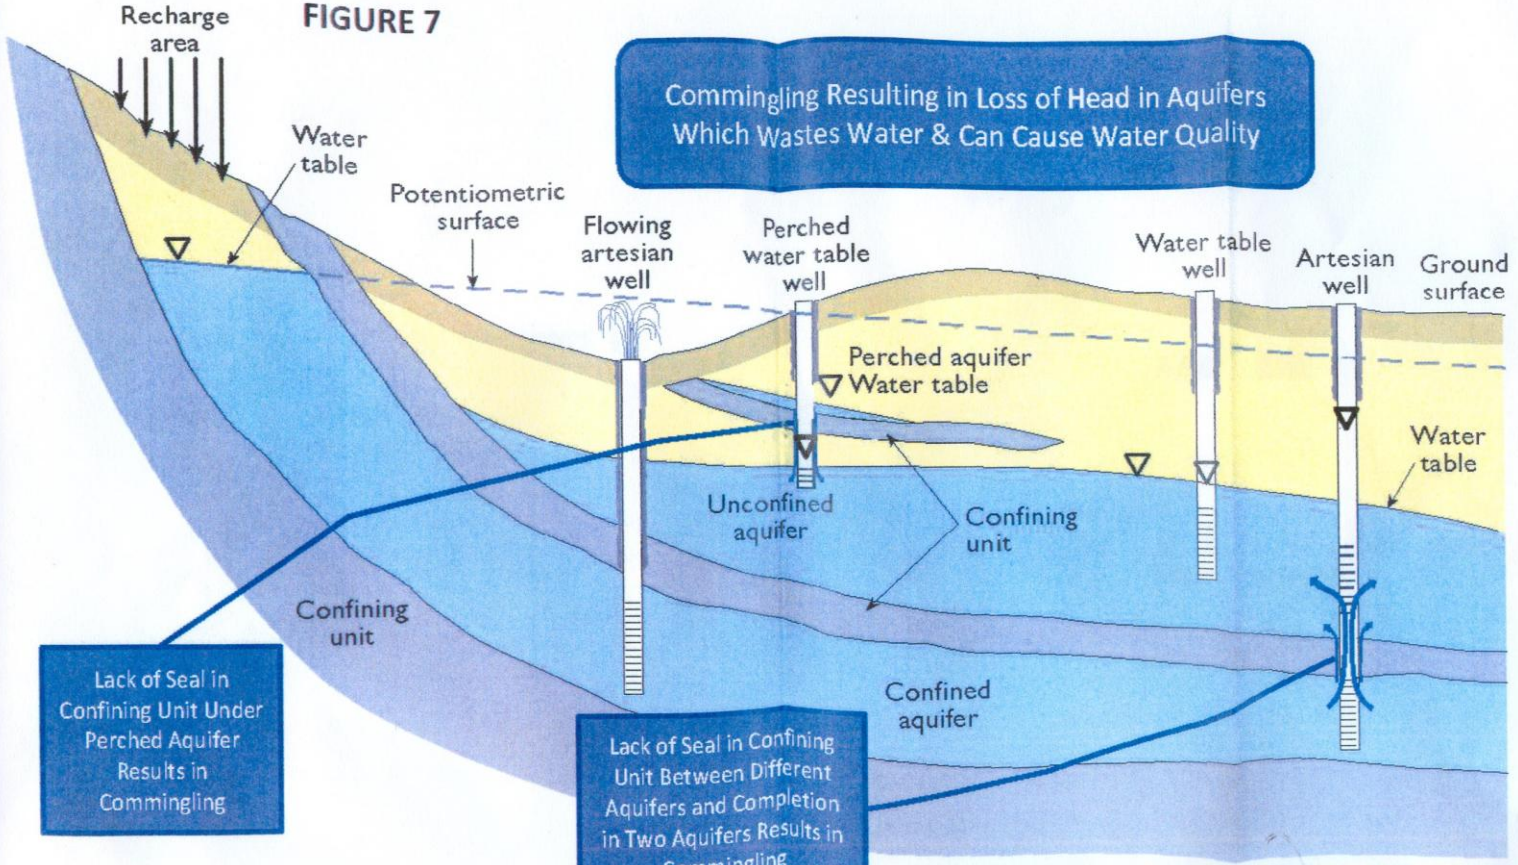 FIGURE 7
Recharge
area
Commingling Resulting in Loss of Head in Aquifers
Which Wastes Water & Can Cause Water Quality
Water
table
Potentiometric
surface
Flowing
artesian
well
Perched
water table
well
Water table
well
Artesian
well
Ground
surface
Perched aquifer
Water table
Water
table
Unconfined
aquifer
Confining
unit
Confining
unit
Confined
aquifer
Lack of Seal in
Confining Unit Under
Perched Aquifer
Results in
Commingling
Lack of Seal in Confining
Unit Between Different
Aquifers and Completion
in Two Aquifers Results in
Commingling